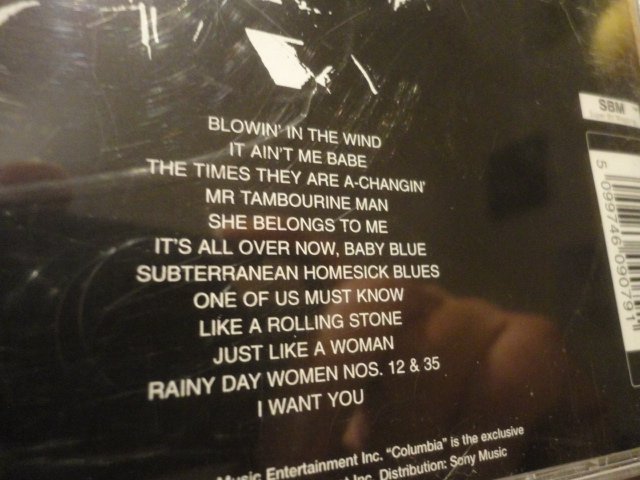 BLOWIN' IN THE WIND
IT AIN'T ME BABE
THE TIMES THEY ARE A-CHANGIN'
MR TAMBOURINE MAN
SHE BELONGS TO ME
IT'S ALL OVER NOW, BABY BLUE
SUBTERRANEAN HOMESICK BLUES
ONE OF US MUST KNOW
LIKE A ROLLING STONE
JUST LIKE A WOMAN
RAINY DAY WOMEN NOS. 12 & 35
I WANT YOU
Music Entertainment Inc. "Columbia" is the exclusive
Inc. Distribution: Sony Music
SBM
5 099746 090791